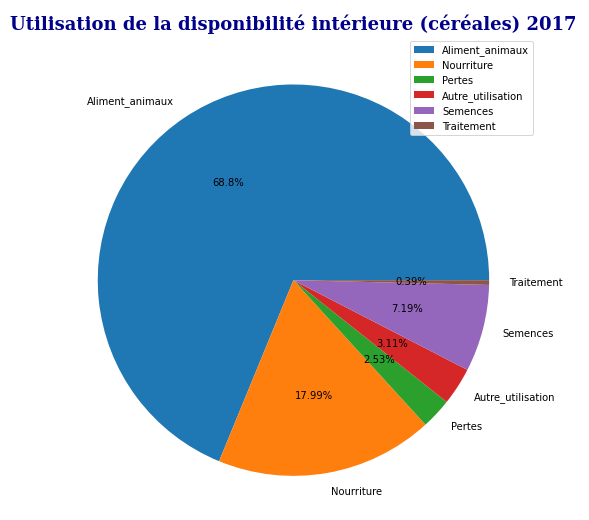 Utilisation de la disponibilité intérieure (céréales) 2017
Aliment_animaux
Nourriture
Pertes
Autre_utilisation
Semences
Traitement
Aliment_animaux
68.8%
0.39%
Traitement
7.19%
Semences
3.11%
2.53%
Autre_utilisation
17.99%
Pertes
Nourriture